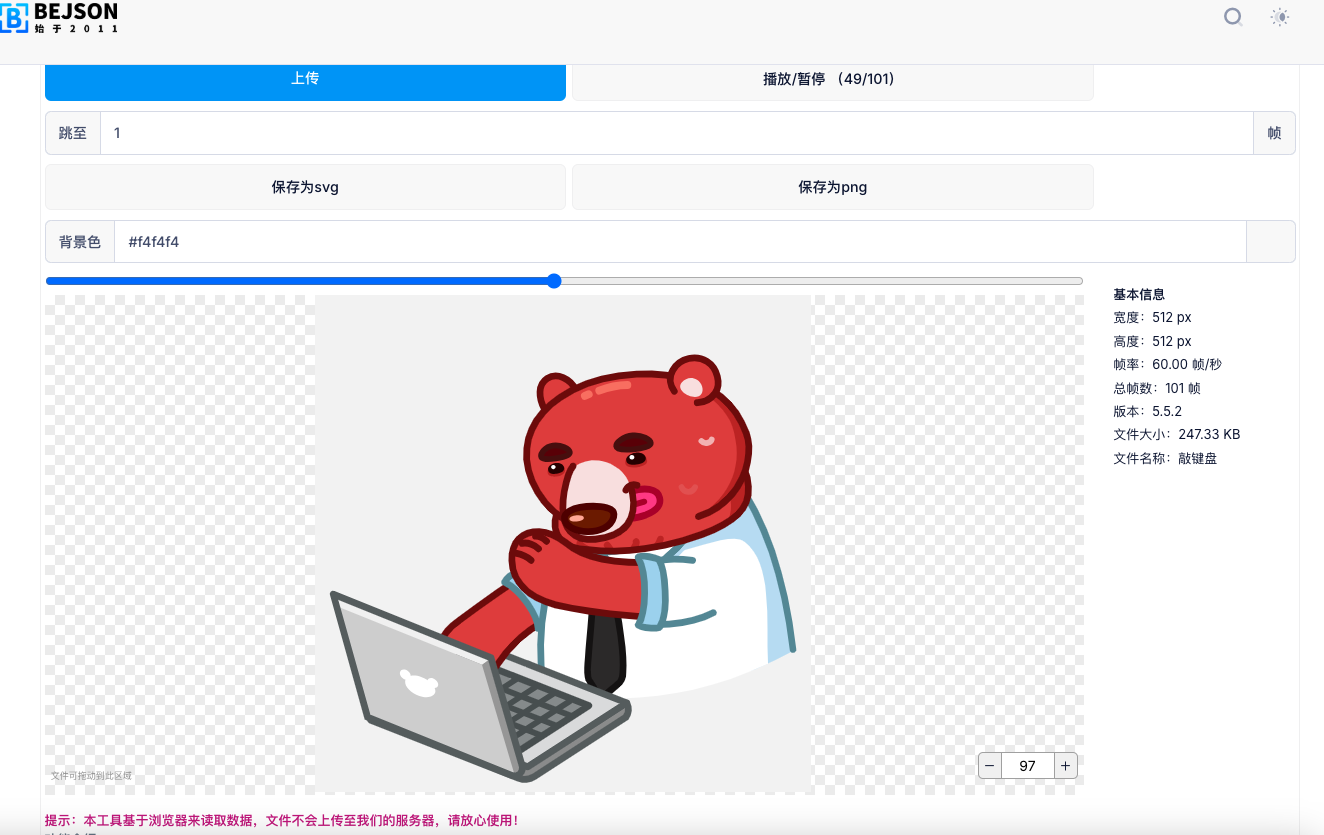 BEJSON
始于2011
上传
播放/暂停 （49/101）
跳至 1 帧
保存为svg
保存为png
背景色 #f4f4f4
基本信息
宽度：512 px
高度：512 px
帧率：60.00 帧/秒
总帧数：101 帧
版本：5.5.2
文件大小：247.33 KB
文件名称：敲键盘
文件可拖动到此区域
− 97 +
提示：本工具基于浏览器来读取数据，文件不会上传至我们的服务器，请放心使用！